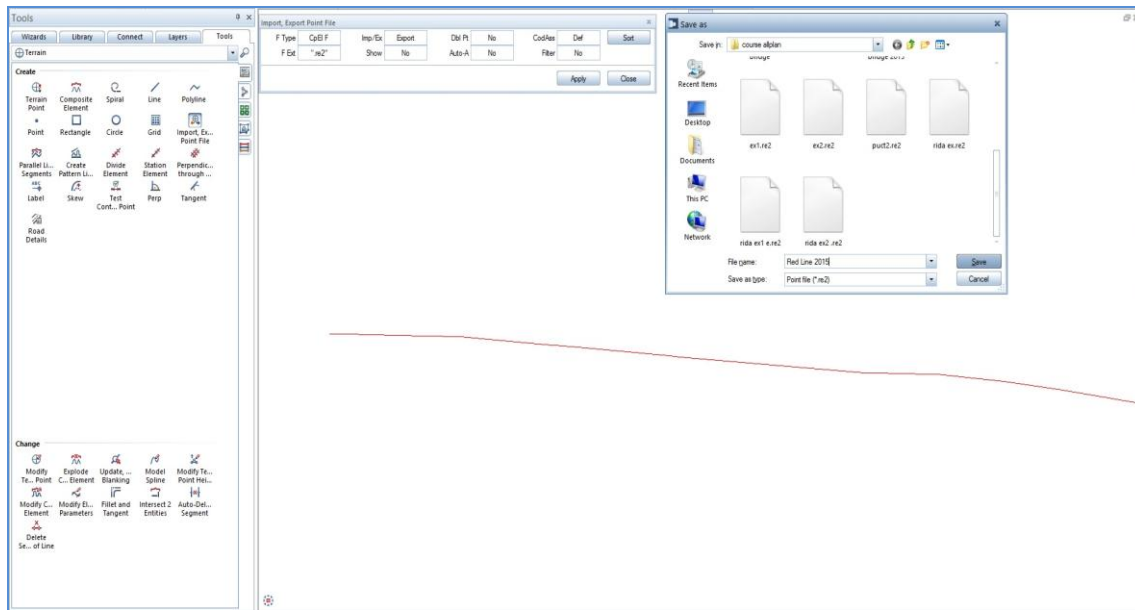 Tools
Wizards Library Connect Layers Tools
Terrain
Create
Terrain Point
Composite Element
Spiral
Line
Polyline
Point
Rectangle
Circle
Grid
Import, Ex... Point File
Parallel Li... Segments
Create Pattern Li...
Divide Element
Station Element
Perpendic... through ...
Label
Skew
Test Cont... Point
Perp
Tangent
Road Details
Change
Modify Te... Point
Explode C... Element
Update, ... Blanking
Model Spline
Modify Te... Point Hei...
Modify C... Element
Modify El... Parameters
Fillet and Tangent
Intersect 2 Entities
Auto-Del... Segment
Delete Se... of Line
Import, Export Point File
F Type CpEl F Imp/Ex Export Dbl Pt No CodAss Def Sort
F Ext ".re2" Show No Auto-A No Filter No
Apply Close
Save as
Save in: course allplan
Recent Items
Desktop
Documents
This PC
Network
ex1.re2 ex2.re2 puct2.re2 rida ex.re2
rida ex1 e.re2 rida ex2 .re2
File name: Red Line 2015 Save
Save as type: Point file (*.re2) Cancel